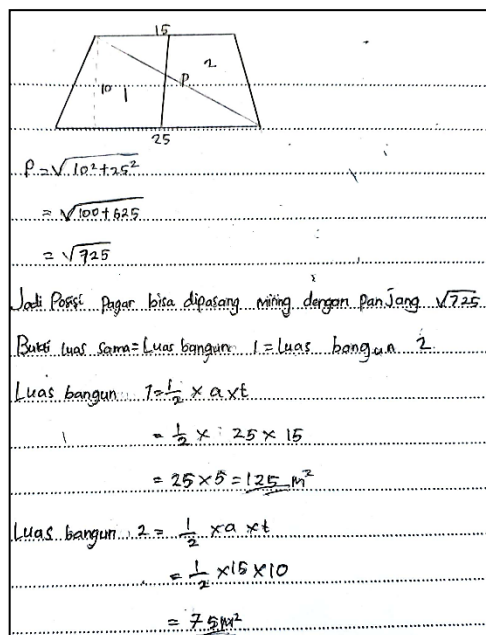 15
2
P
10
1
25
P = √10² + 25²
= √100 + 625
= √725
Jadi Posisi Pagar bisa dipasang miring dengan Panjang √725
Bukti luas sama = Luas bangun 1 = luas bangun 2
Luas bangun 1 = 1/2 x a x t
= 1/2 x 25 x 15
= 25 x 5 = 125 m²
Luas bangun 2 = 1/2 x a x t
= 1/2 x 15 x 10
= 75 m²